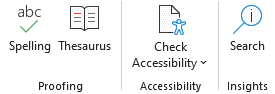 abc
Spelling Thesaurus Check Accessibility Search
Proofing Accessibility Insights